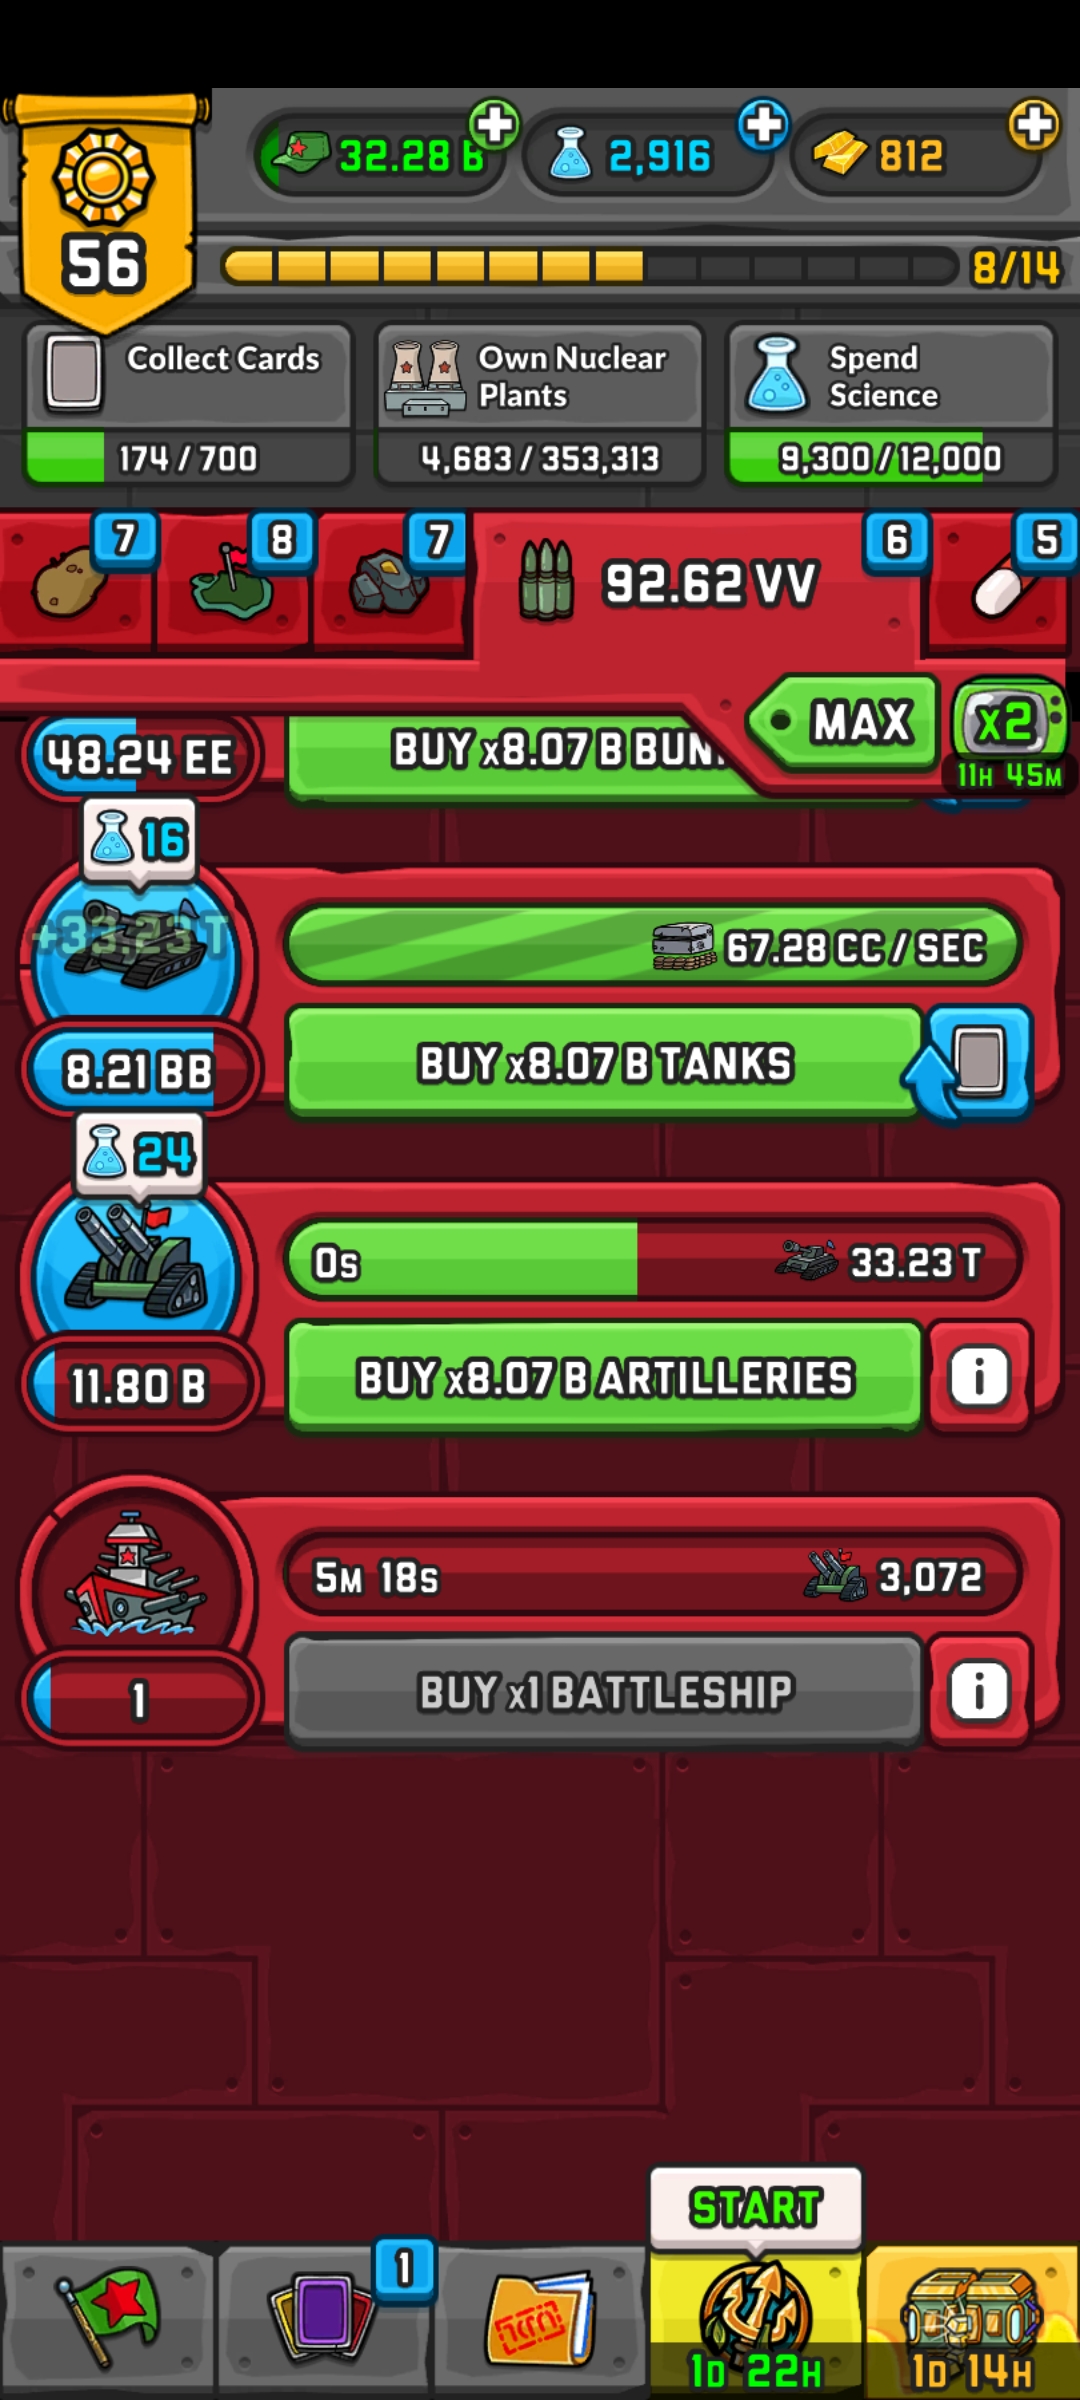 56
32.28 B
2,916
812
8/14
Collect Cards
174 / 700
Own Nuclear
Plants
4,683 / 353,313
Spend
Science
9,300 / 12,000
7
8
7
92.62 VV
6
5
MAX
x2
11H 45M
48.24 EE
BUY x8.07 B
16
+33.23 T
67.28 CC / SEC
8.21 BB
BUY x8.07 B TANKS
24
0s
33.23 T
11.80 B
BUY x8.07 B ARTILLERIES
i
5M 18s
3,072
1
BUY x1 BATTLESHIP
i
START
1
1D 22H
1D 14H